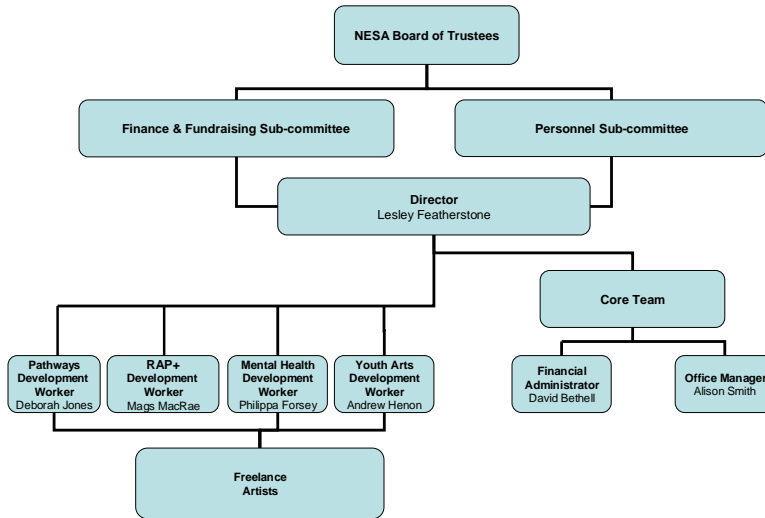 NESA Board of Trustees
Finance & Fundraising Sub-committee
Personnel Sub-committee
Director
Lesley Featherstone
Core Team
Pathways
Development
Worker
Deborah Jones
RAP+
Development
Worker
Mags MacRae
Mental Health
Development
Worker
Philippa Forsey
Youth Arts
Development
Worker
Andrew Henon
Financial
Administrator
David Bethell
Office Manager
Alison Smith
Freelance
Artists